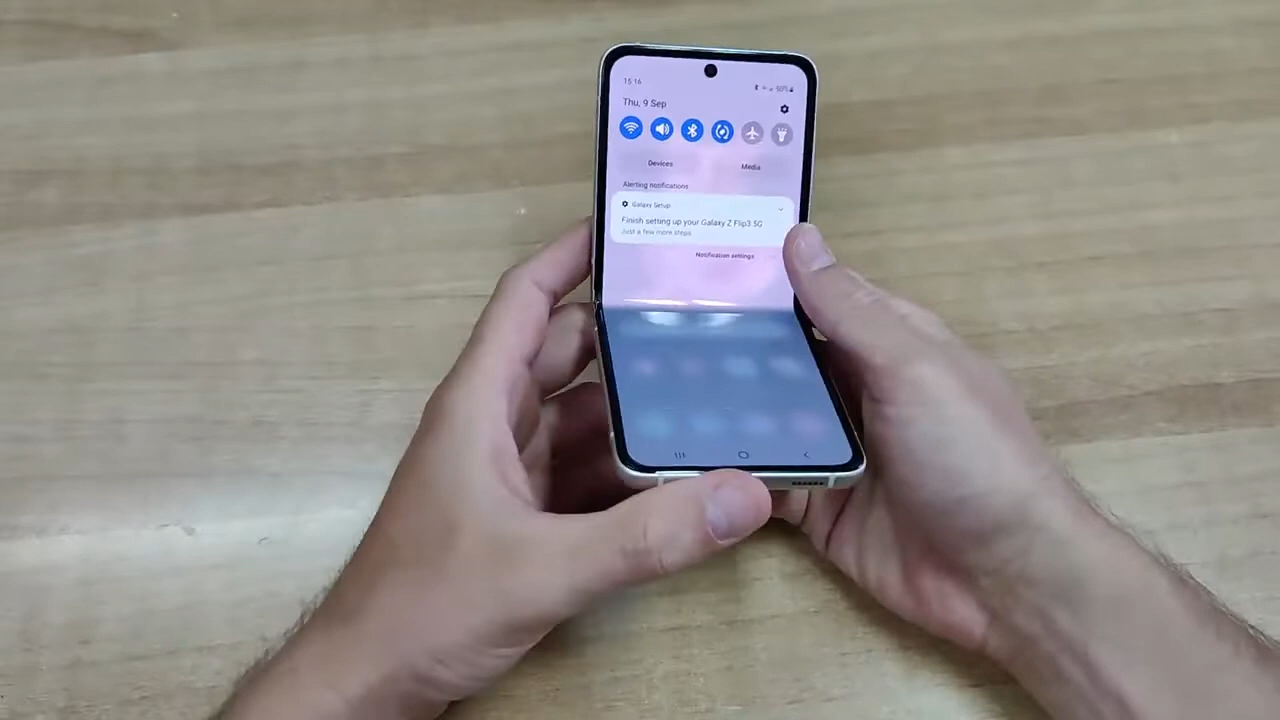 15:16
50%
Thu, 9 Sep
Devices Media
Alerting notifications
Galaxy Setup
Finish setting up your Galaxy Z Flip3 5G
Just a few more steps
Notification settings